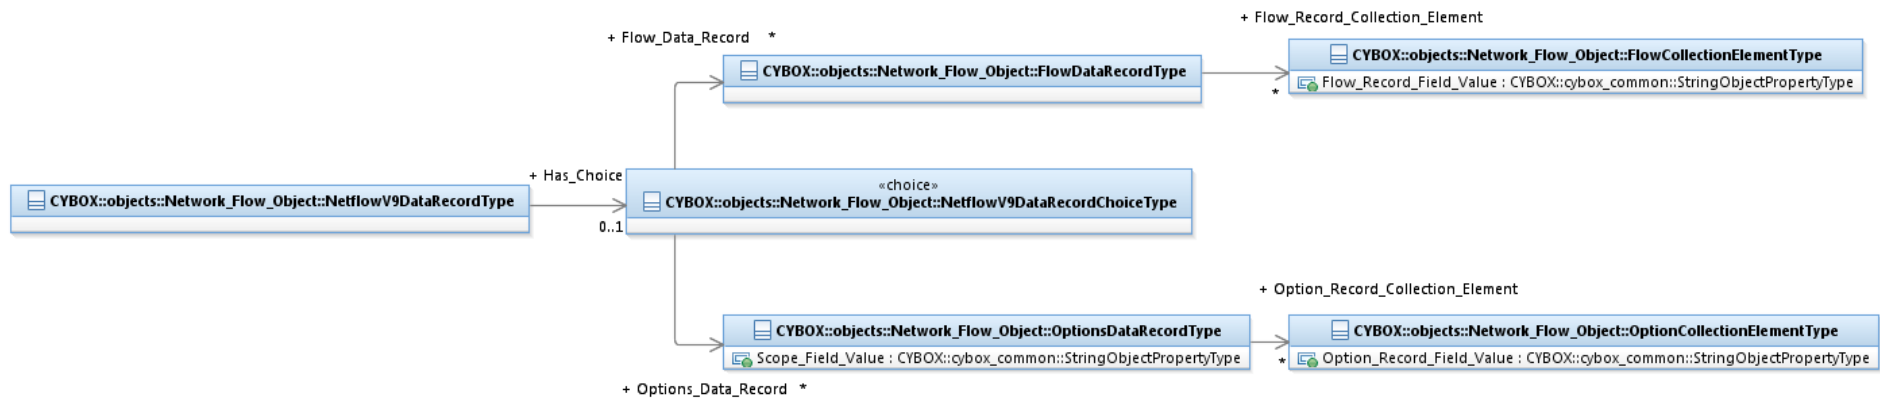 + Flow_Record_Collection_Element
+ Flow_Data_Record *
CYBOX::objects::Network_Flow_Object::FlowCollectionElementType
CYBOX::objects::Network_Flow_Object::FlowDataRecordType
Flow_Record_Field_Value : CYBOX::cybox_common::StringObjectPropertyType
*
+ Has_Choice
«choice»
CYBOX::objects::Network_Flow_Object::NetflowV9DataRecordType
CYBOX::objects::Network_Flow_Object::NetflowV9DataRecordChoiceType
0..1
+ Option_Record_Collection_Element
CYBOX::objects::Network_Flow_Object::OptionsDataRecordType
CYBOX::objects::Network_Flow_Object::OptionCollectionElementType
Scope_Field_Value : CYBOX::cybox_common::StringObjectPropertyType
*
Option_Record_Field_Value : CYBOX::cybox_common::StringObjectPropertyType
+ Options_Data_Record *